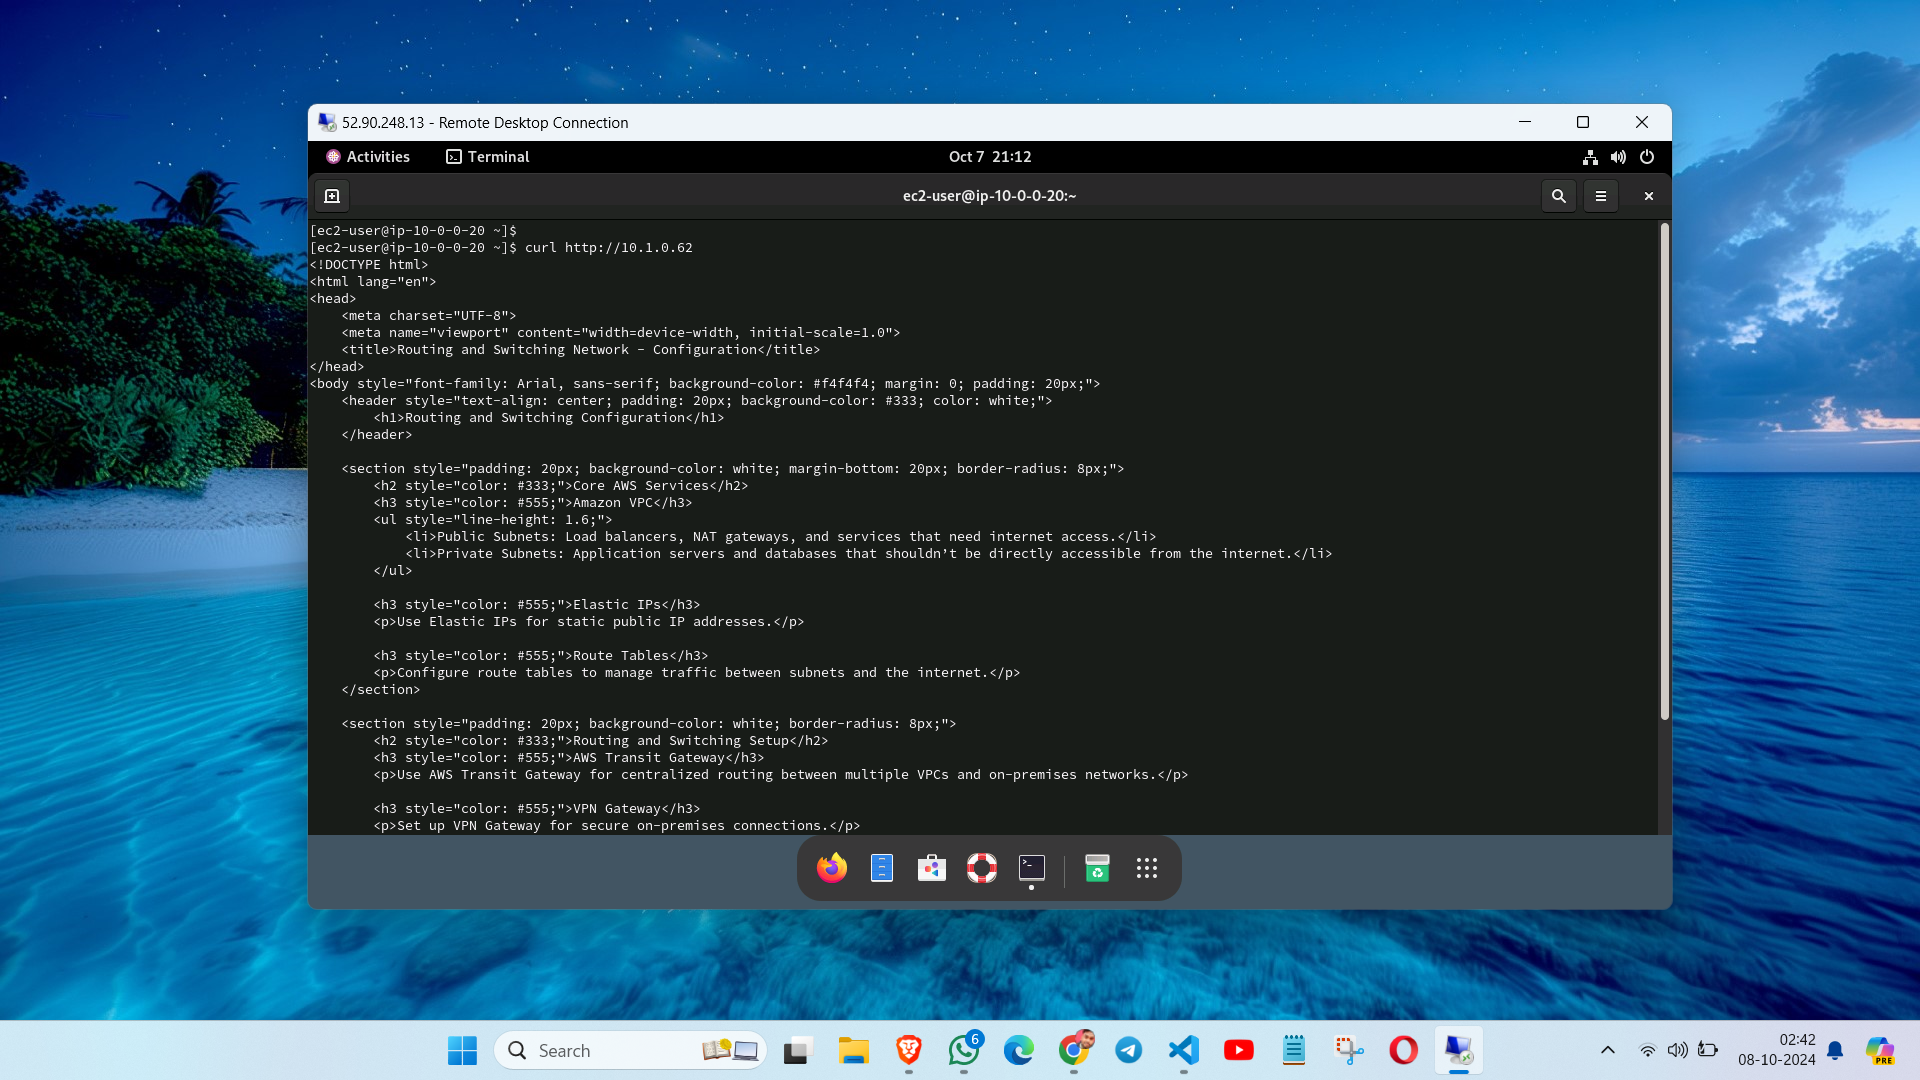 52.90.248.13 - Remote Desktop Connection
Activities
Terminal
Oct 7 21:12
ec2-user@ip-10-0-0-20:~
[ec2-user@ip-10-0-0-20 ~]$
[ec2-user@ip-10-0-0-20 ~]$ curl http://10.1.0.62
<!DOCTYPE html>
<html lang="en">
<head>
    <meta charset="UTF-8">
    <meta name="viewport" content="width=device-width, initial-scale=1.0">
    <title>Routing and Switching Network - Configuration</title>
</head>
<body style="font-family: Arial, sans-serif; background-color: #f4f4f4; margin: 0; padding: 20px;">
    <header style="text-align: center; padding: 20px; background-color: #333; color: white;">
        <h1>Routing and Switching Configuration</h1>
    </header>
    <section style="padding: 20px; background-color: white; margin-bottom: 20px; border-radius: 8px;">
        <h2 style="color: #333;">Core AWS Services</h2>
        <h3 style="color: #555;">Amazon VPC</h3>
        <ul style="line-height: 1.6;">
            <li>Public Subnets: Load balancers, NAT gateways, and services that need internet access.</li>
            <li>Private Subnets: Application servers and databases that shouldn’t be directly accessible from the internet.</li>
        </ul>
        <h3 style="color: #555;">Elastic IPs</h3>
        <p>Use Elastic IPs for static public IP addresses.</p>
        <h3 style="color: #555;">Route Tables</h3>
        <p>Configure route tables to manage traffic between subnets and the internet.</p>
    </section>
    <section style="padding: 20px; background-color: white; border-radius: 8px;">
        <h2 style="color: #333;">Routing and Switching Setup</h2>
        <h3 style="color: #555;">AWS Transit Gateway</h3>
        <p>Use AWS Transit Gateway for centralized routing between multiple VPCs and on-premises networks.</p>
        <h3 style="color: #555;">VPN Gateway</h3>
        <p>Set up VPN Gateway for secure on-premises connections.</p>
Search
6
02:42
08-10-2024
PRE